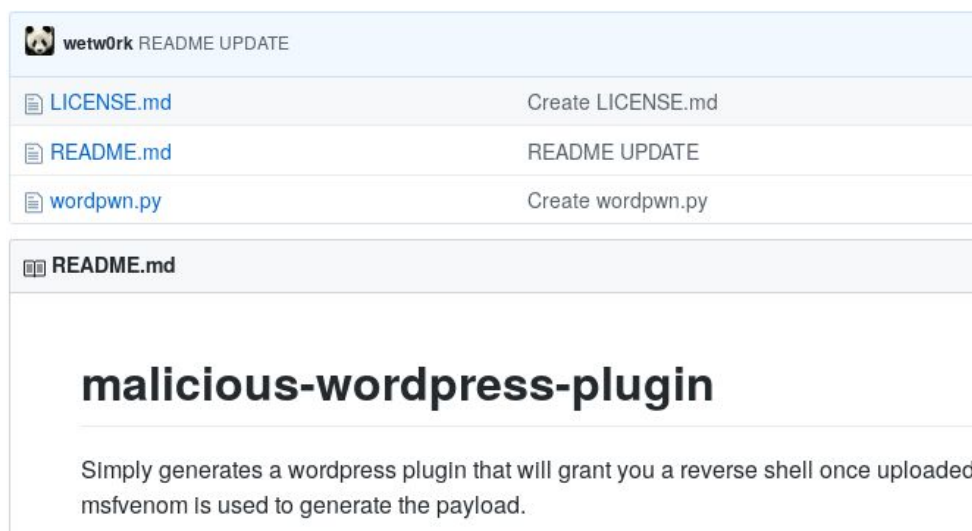 wetw0rk README UPDATE
LICENSE.md Create LICENSE.md
README.md README UPDATE
wordpwn.py Create wordpwn.py
README.md
malicious-wordpress-plugin
Simply generates a wordpress plugin that will grant you a reverse shell once uploaded
msfvenom is used to generate the payload.